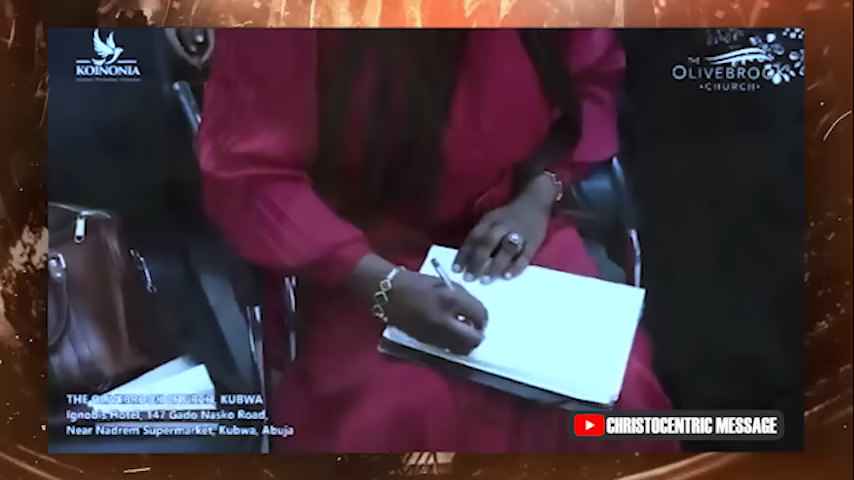 KOINONIA
THE
OLIVEBROOK
CHURCH
THE OLIVEBROOK CHURCH, KUBWA
Ignobis Hotel, 147 Gado Nasko Road,
Near Nadrem Supermarket, Kubwa, Abuja
CHRISTOCENTRIC MESSAGE